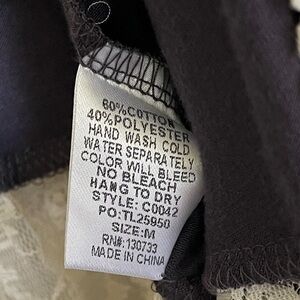 60%COTTON
40%POLYESTER
HAND WASH COLD
WATER SEPARATELY
COLOR WILL BLEED
NO BLEACH
HANG TO DRY
STYLE: C0042
PO:TL25950
SIZE:M
RN#:130733
MADE IN CHINA